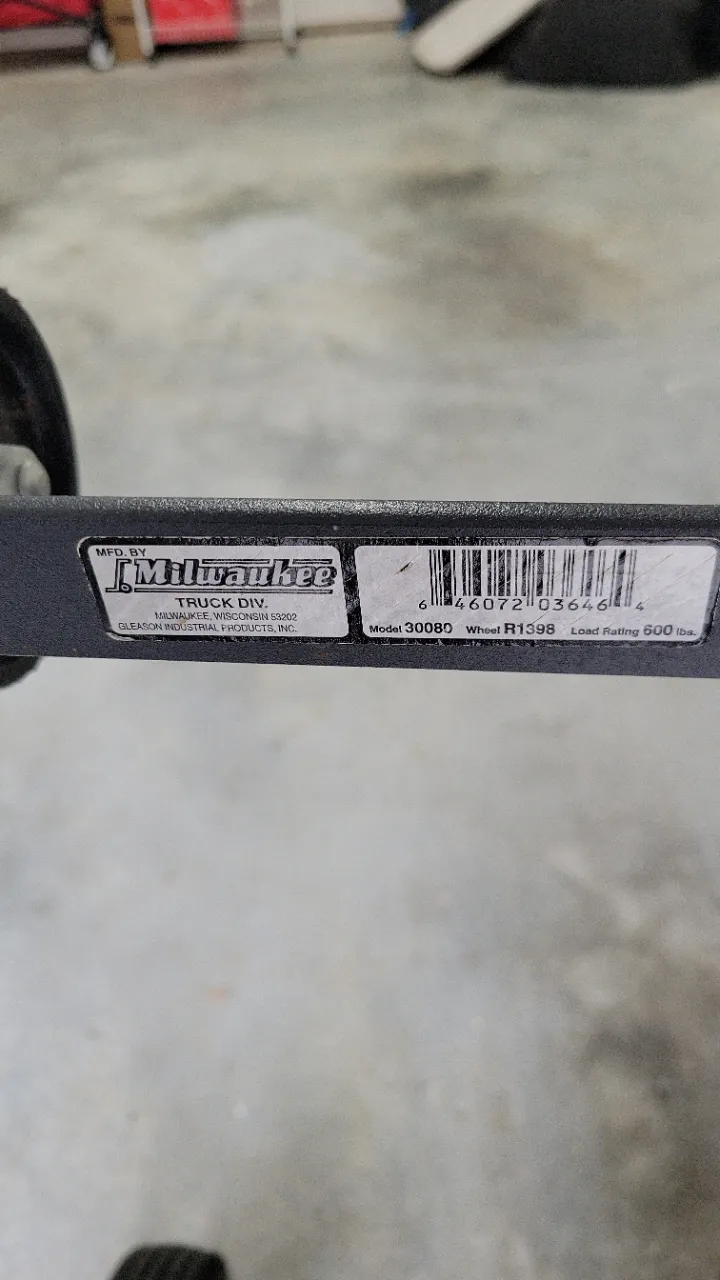 MFD. BY
Milwaukee
TRUCK DIV.
MILWAUKEE, WISCONSIN 53202
GLEASON INDUSTRIAL PRODUCTS, INC.
6 46072 03646 4
Model 30080 Wheel R1398 Load Rating 600 lbs.